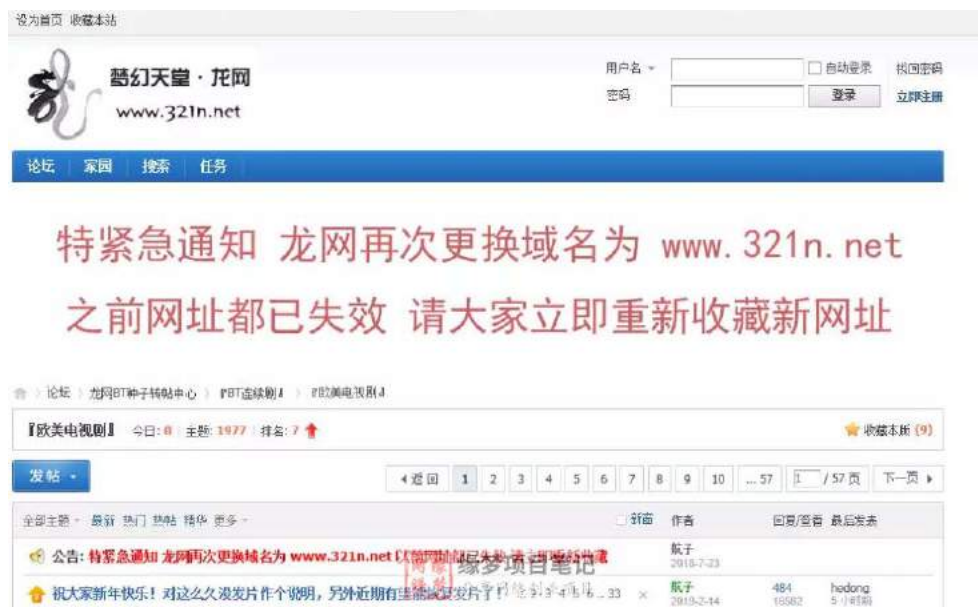 设为首页 收藏本站
梦幻天堂·龙网
www.321n.net
用户名 自动登录 找回密码
密码 登录 立即注册
论坛 家园 搜索 任务
特紧急通知 龙网再次更换域名为 www.321n.net
之前网址都已失效 请大家立即重新收藏新网址
论坛 龙网BT种子转帖中心 『BT连续剧』 『欧美电视剧』
『欧美电视剧』 今日: 0 主题: 1977 排名: 7 收藏本版 (9)
发帖 返回 1 2 3 4 5 6 7 8 9 10 ... 57 1 / 57 页 下一页
全部主题 最新 热门 热帖 精华 更多 新窗 作者 回复/查看 最后发表
公告: 特紧急通知 龙网再次更换域名为 www.321n.net 航子
缘梦项目笔记
2018-7-23
祝大家新年快乐！对这么久没发片作个说明，另外近期有 2 3 4 5 6 .. 33 航子 484 hedong
2019-2-14 16582 5 小时前